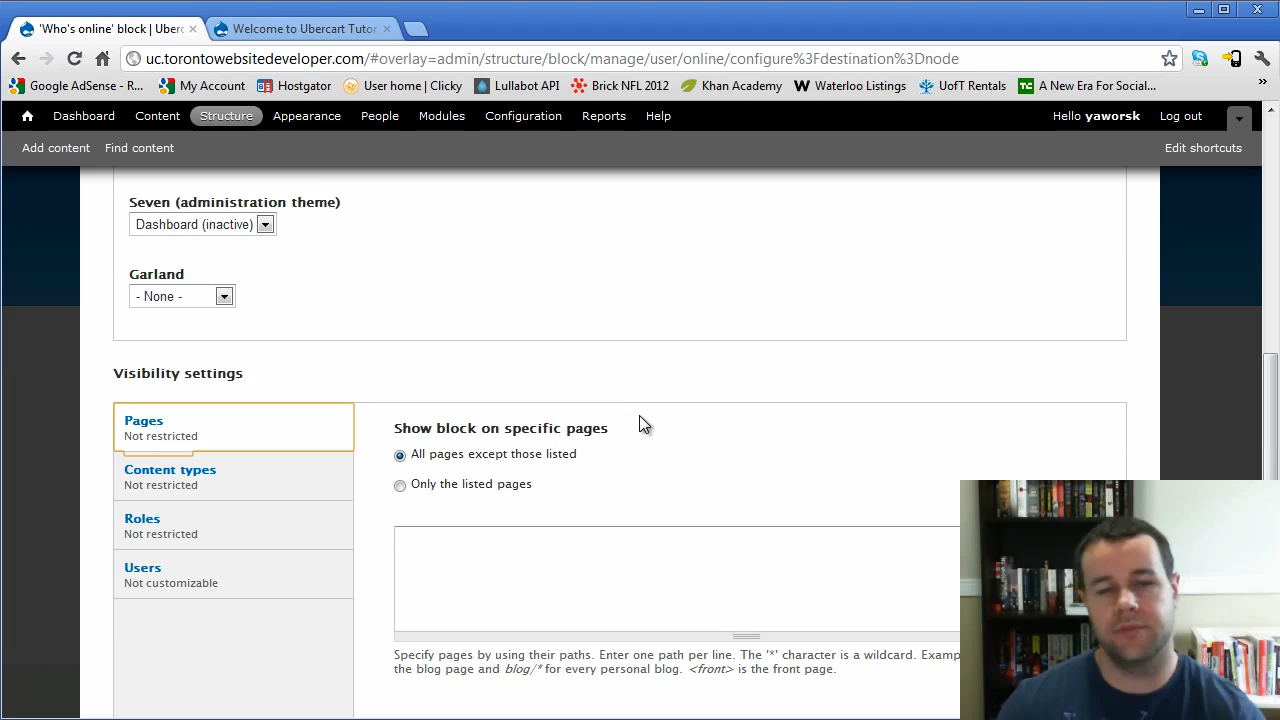 'Who's online' block | Uberc
Welcome to Ubercart Tutor
uc.torontowebsitedeveloper.com/#overlay=admin/structure/block/manage/user/online/configure%3Fdestination%3Dnode
Google AdSense - R... My Account Hostgator User home | Clicky Lullabot API Brick NFL 2012 Khan Academy Waterloo Listings UofT Rentals TC A New Era For Social... »
Dashboard Content Structure Appearance People Modules Configuration Reports Help Hello yaworsk Log out
Add content Find content Edit shortcuts
Seven (administration theme)
Dashboard (inactive)
Garland
- None -
Visibility settings
Pages
Not restricted
Content types
Not restricted
Roles
Not restricted
Users
Not customizable
Show block on specific pages
All pages except those listed
Only the listed pages
Specify pages by using their paths. Enter one path per line. The '*' character is a wildcard. Examp
the blog page and blog/* for every personal blog. <front> is the front page.